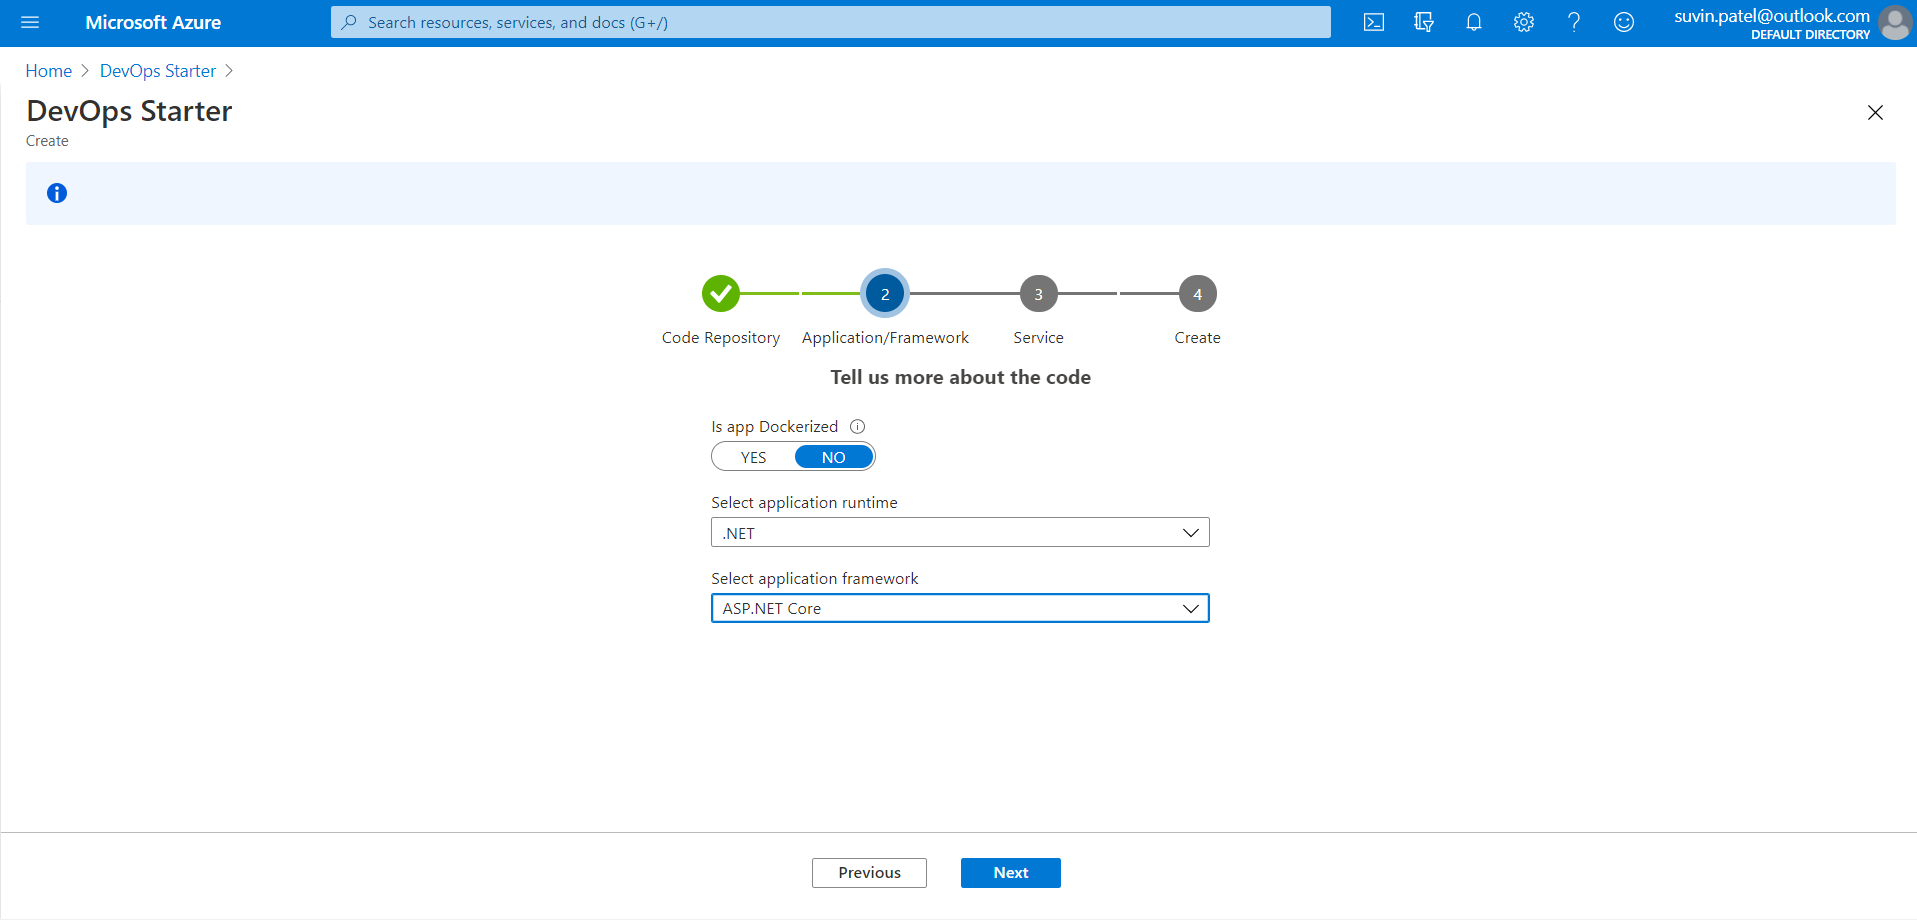 Microsoft Azure
Search resources, services, and docs (G+/)
suvin.patel@outlook.com
DEFAULT DIRECTORY
Home > DevOps Starter >
DevOps Starter
Create
2
3
4
Code Repository
Application/Framework
Service
Create
Tell us more about the code
Is app Dockerized
YES
NO
Select application runtime
.NET
Select application framework
ASP.NET Core
Previous
Next